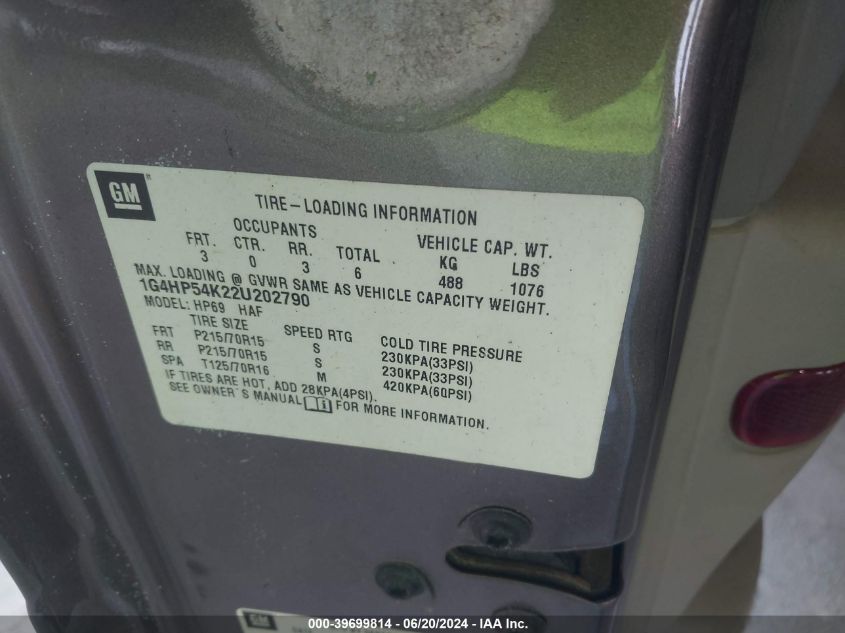 GM
TIRE-LOADING INFORMATION
OCCUPANTS VEHICLE CAP. WT.
FRT. CTR. RR. TOTAL KG LBS
3 0 3 6 488 1076
MAX. LOADING @ GVWR SAME AS VEHICLE CAPACITY WEIGHT.
1G4HP54K22U202790
MODEL: HP69 HAF
TIRE SIZE SPEED RTG COLD TIRE PRESSURE
FRT P215/70R15 S 230KPA(33PSI)
RR P215/70R15 S 230KPA(33PSI)
SPA T125/70R16 M 420KPA(60PSI)
IF TIRES ARE HOT, ADD 28KPA(4PSI).
SEE OWNER'S MANUAL FOR MORE INFORMATION.
GM
000-39699814 / 06/20/2024 / IAA Inc.